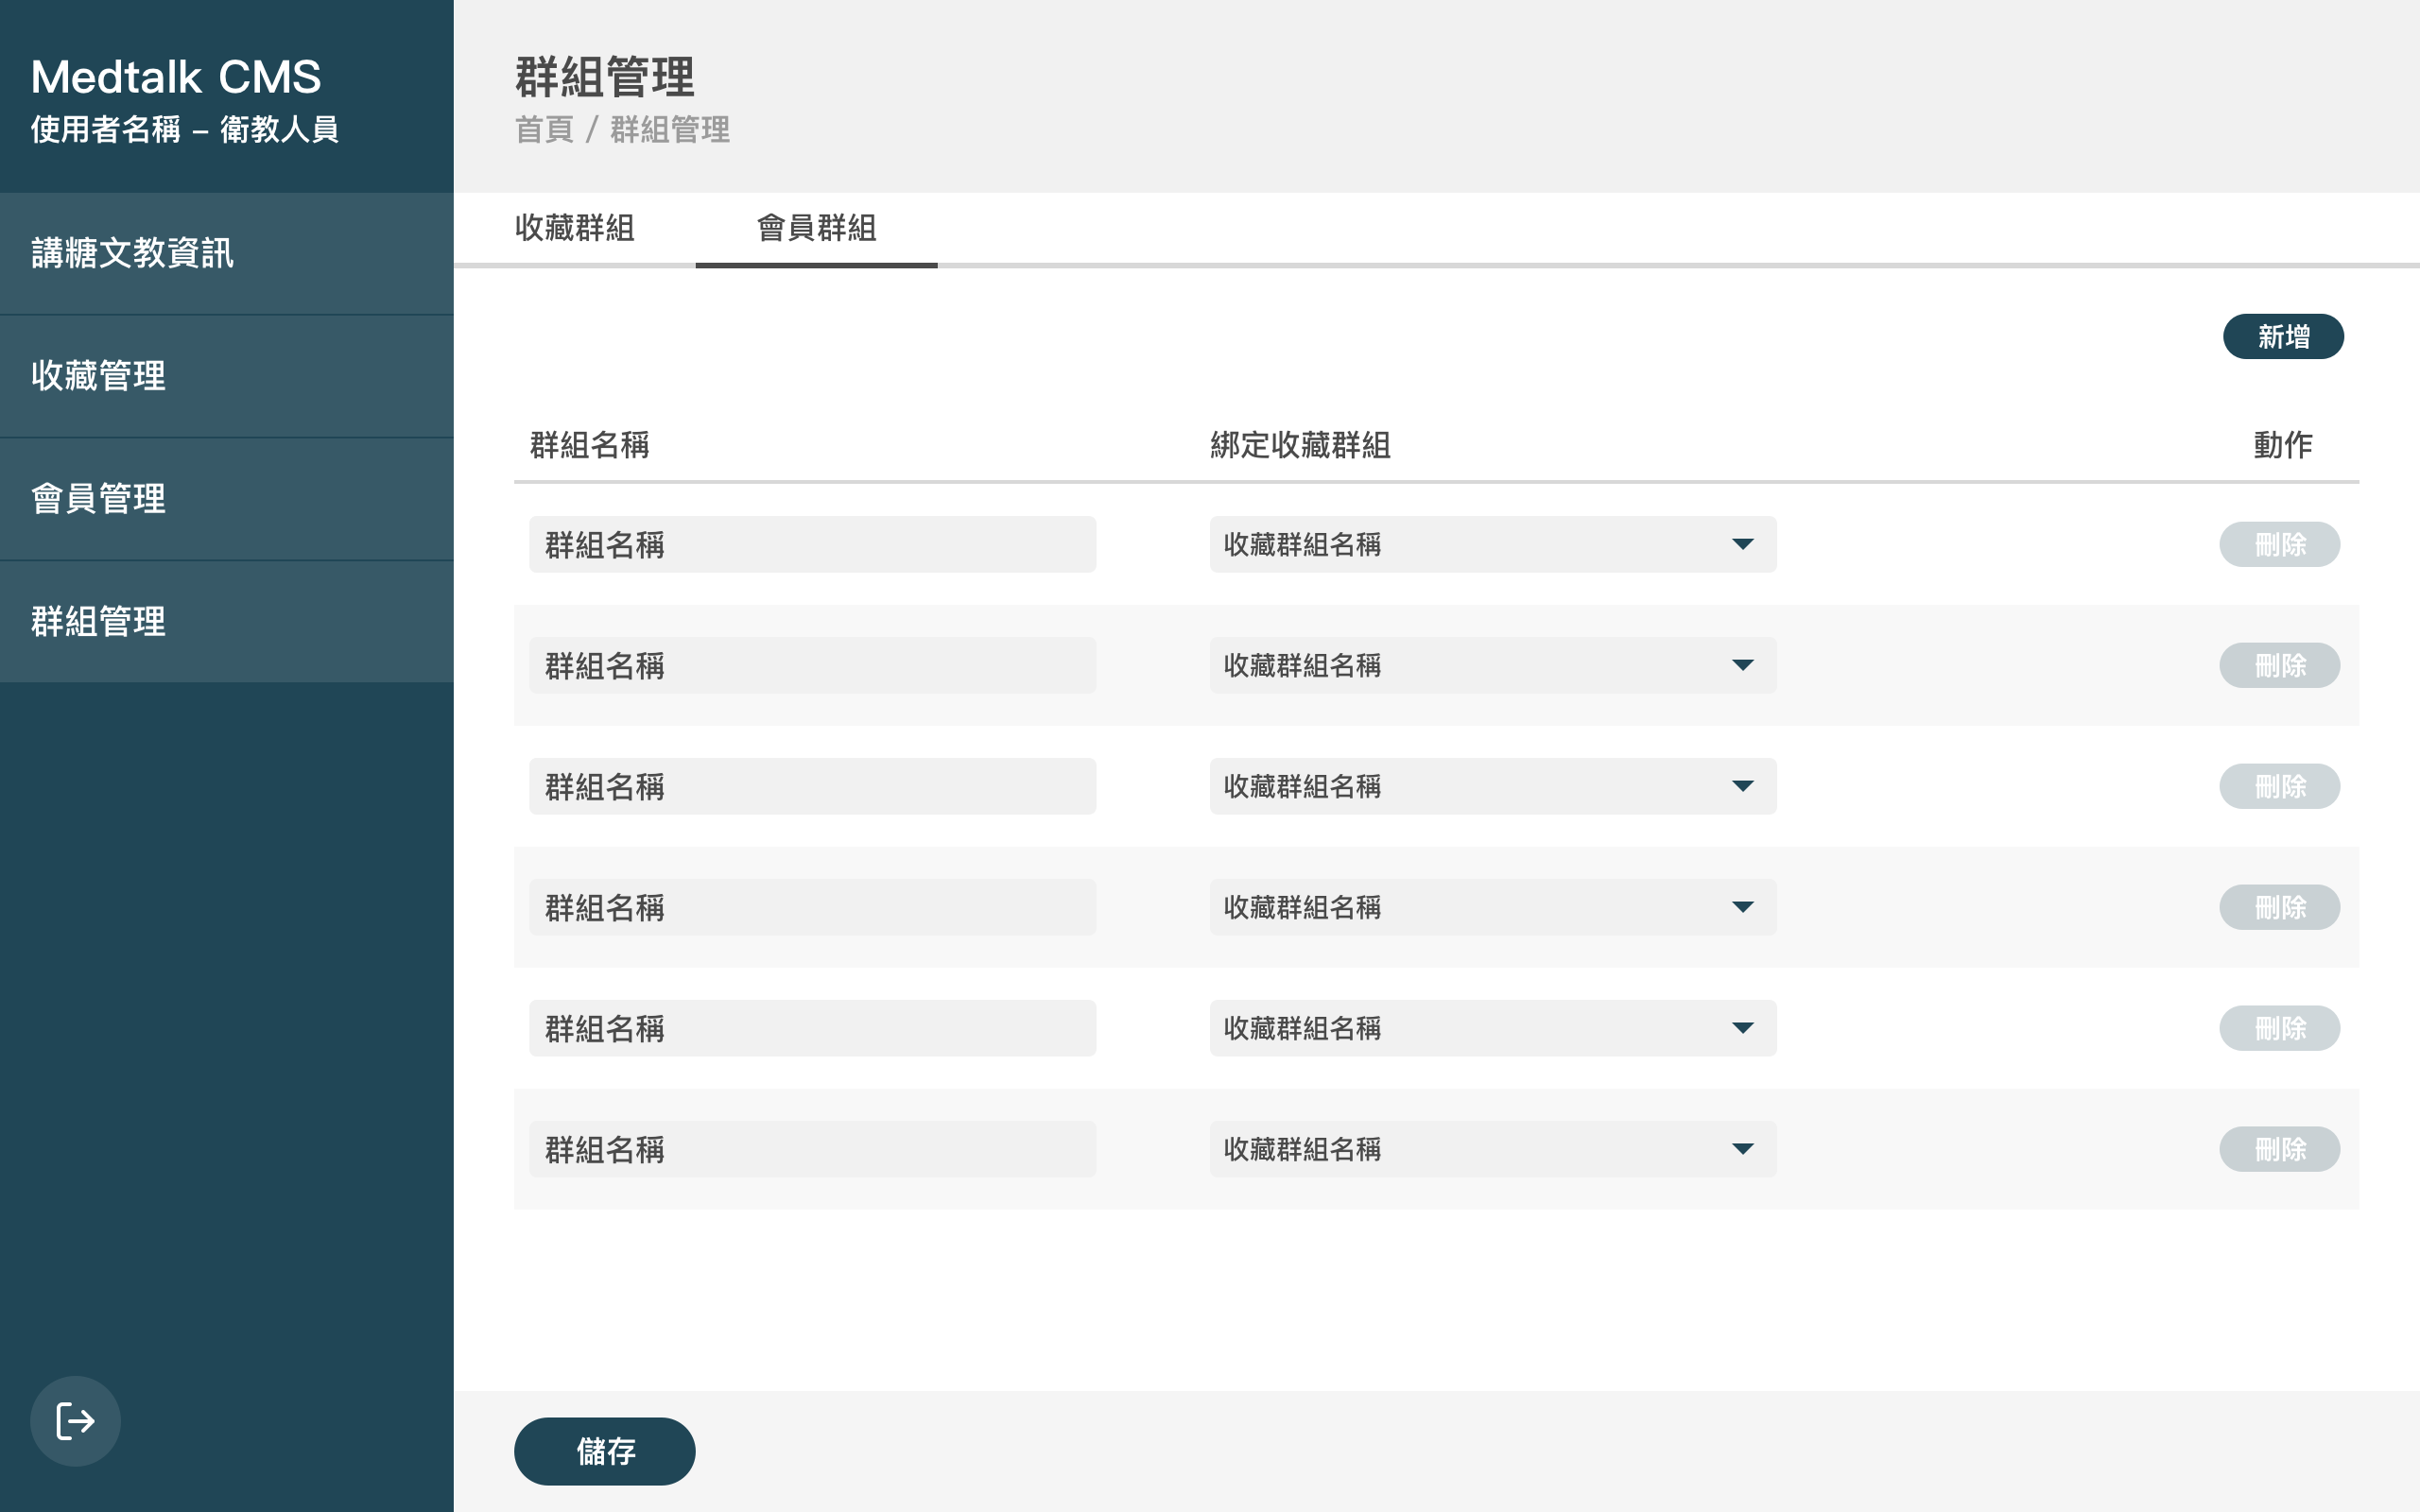 Medtalk CMS
使用者名稱 – 衛教人員
講糖文教資訊
收藏管理
會員管理
群組管理
群組管理
首頁 / 群組管理
收藏群組 會員群組
新增
群組名稱 綁定收藏群組 動作
群組名稱 收藏群組名稱 刪除
群組名稱 收藏群組名稱 刪除
群組名稱 收藏群組名稱 刪除
群組名稱 收藏群組名稱 刪除
群組名稱 收藏群組名稱 刪除
群組名稱 收藏群組名稱 刪除
儲存